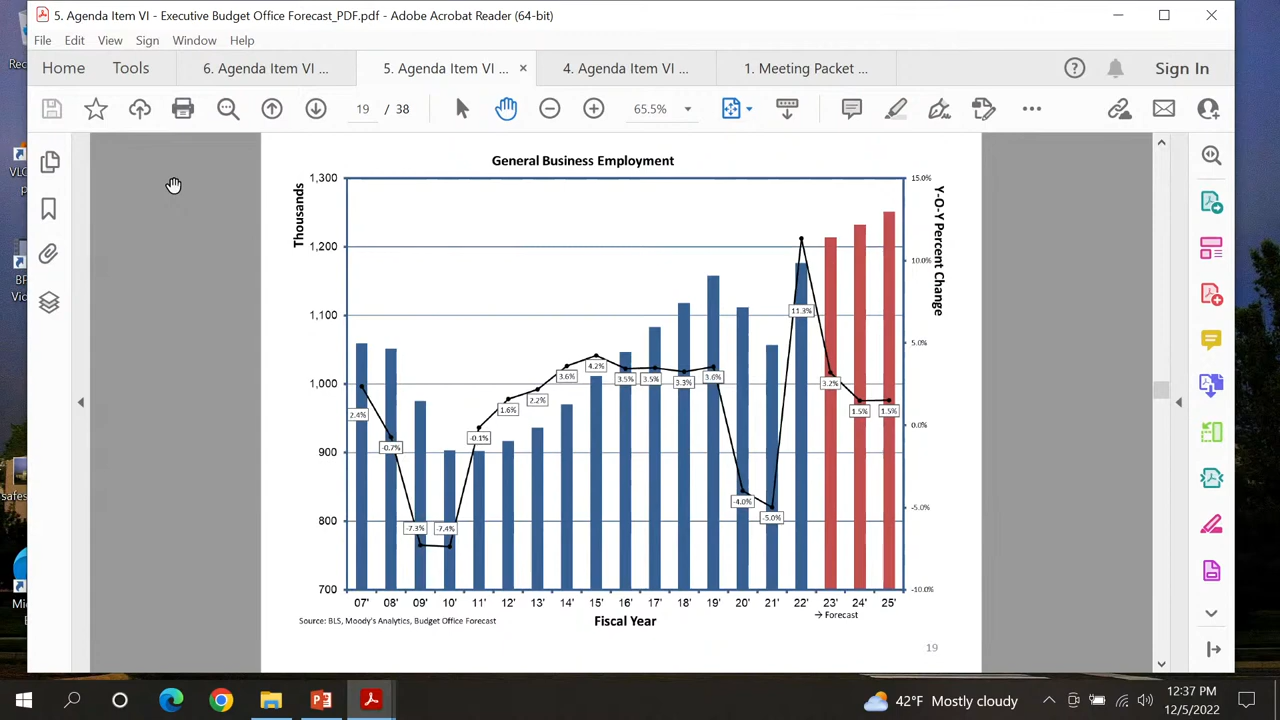 5. Agenda Item VI - Executive Budget Office Forecast_PDF.pdf - Adobe Acrobat Reader (64-bit)
File Edit View Sign Window Help
Home Tools 6. Agenda Item VI ... 5. Agenda Item VI ... 4. Agenda Item VI ... 1. Meeting Packet ... Sign In
19 / 38 65.5%
General Business Employment
Thousands
1,300
1,200
1,100
1,000
900
800
700
15.0%
10.0%
5.0%
0.0%
-5.0%
-10.0%
Y-O-Y Percent Change
2.4%
-0.7%
-7.3%
-7.4%
-0.1%
1.6%
2.2%
3.6%
4.2%
3.5%
3.5%
3.3%
3.6%
-4.0%
-5.0%
11.3%
3.2%
1.5%
1.5%
07' 08' 09' 10' 11' 12' 13' 14' 15' 16' 17' 18' 19' 20' 21' 22' 23' 24' 25'
→ Forecast
Source: BLS, Moody's Analytics, Budget Office Forecast
Fiscal Year
19
42°F Mostly cloudy
12:37 PM
12/5/2022